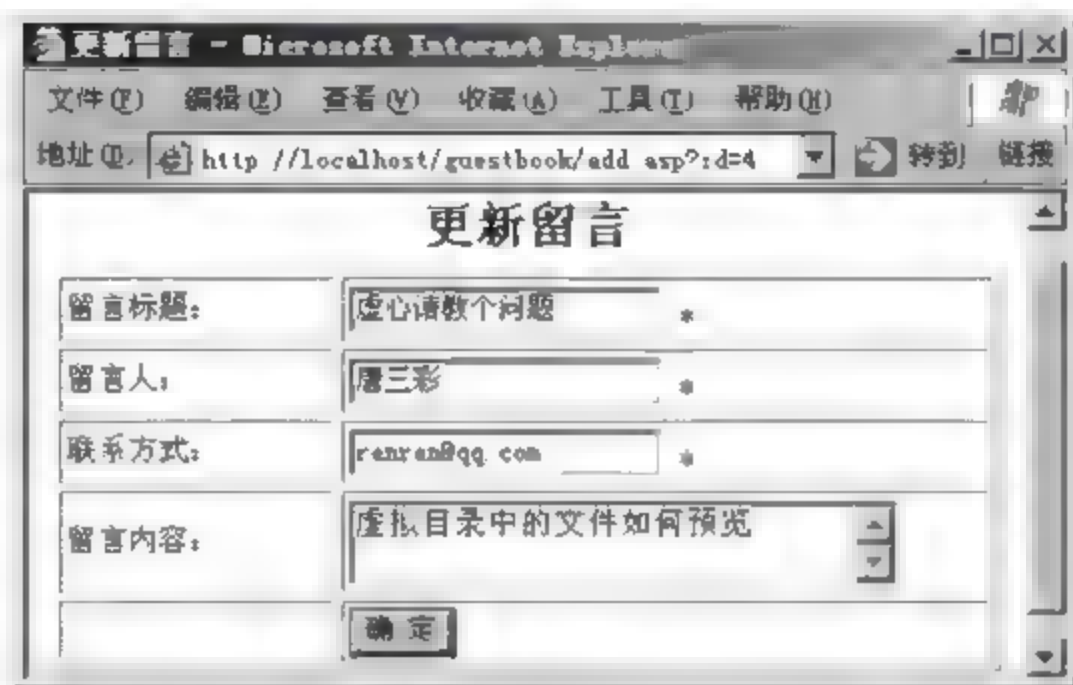 更新留言 - Microsoft Internet Explorer
文件(F) 编辑(E) 查看(V) 收藏(A) 工具(T) 帮助(H)
地址(D) http //localhost/guestbook/add asp?id=4 转到 链接
更新留言
留言标题: 虚心请教个问题 *
留言人: 唐三彩 *
联系方式: ranran@qq com *
留言内容: 虚拟目录中的文件如何预览
确 定